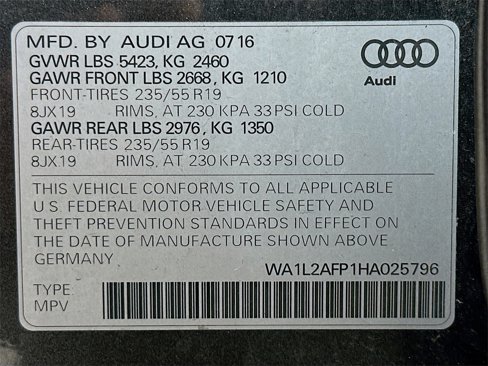 MFD. BY AUDI AG 07 16
GVWR LBS 5423, KG 2460
GAWR FRONT LBS 2668, KG 1210
FRONT-TIRES 235/55 R19
8JX19 RIMS, AT 230 KPA 33 PSI COLD
GAWR REAR LBS 2976, KG 1350
REAR-TIRES 235/55 R19
8JX19 RIMS, AT 230 KPA 33 PSI COLD
Audi
THIS VEHICLE CONFORMS TO ALL APPLICABLE
U.S. FEDERAL MOTOR VEHICLE SAFETY AND
THEFT PREVENTION STANDARDS IN EFFECT ON
THE DATE OF MANUFACTURE SHOWN ABOVE.
GERMANY
WA1L2AFP1HA025796
TYPE
MPV